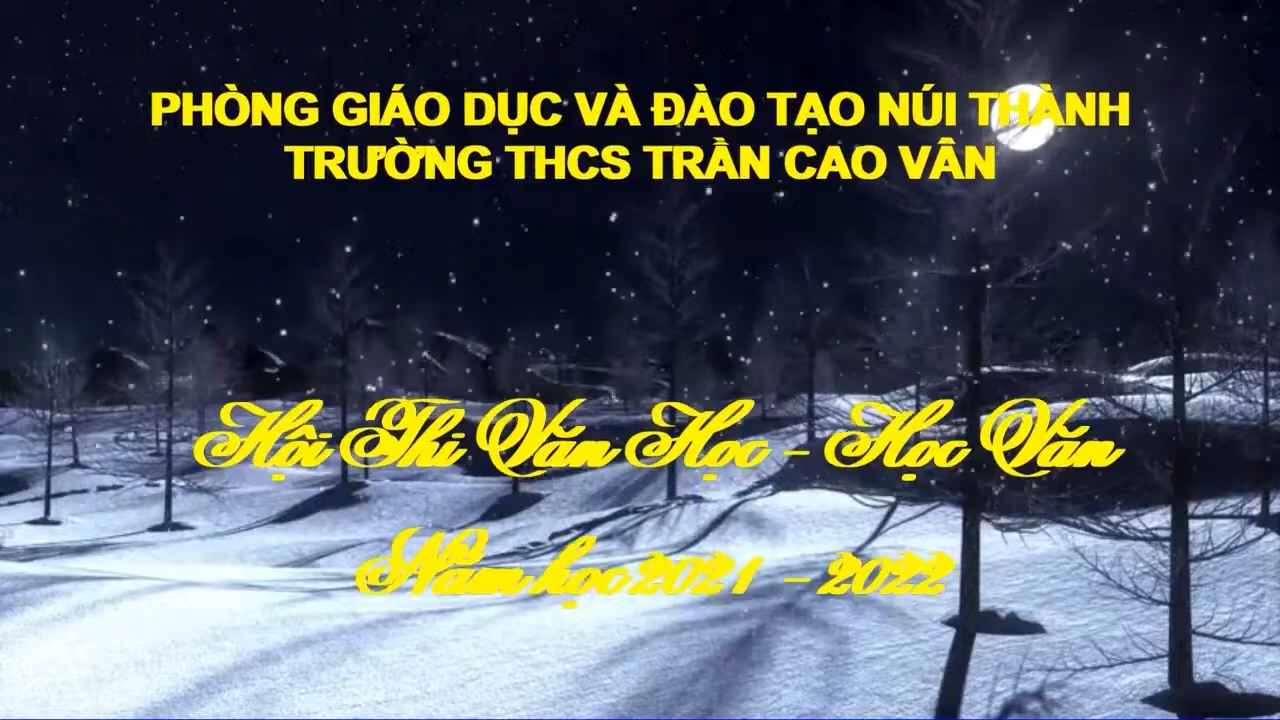 PHÒNG GIÁO DỤC VÀ ĐÀO TẠO NÚI THÀNH
TRƯỜNG THCS TRẦN CAO VÂN
Hội Thi Văn Học - Học Văn
Năm học 2021 - 2022